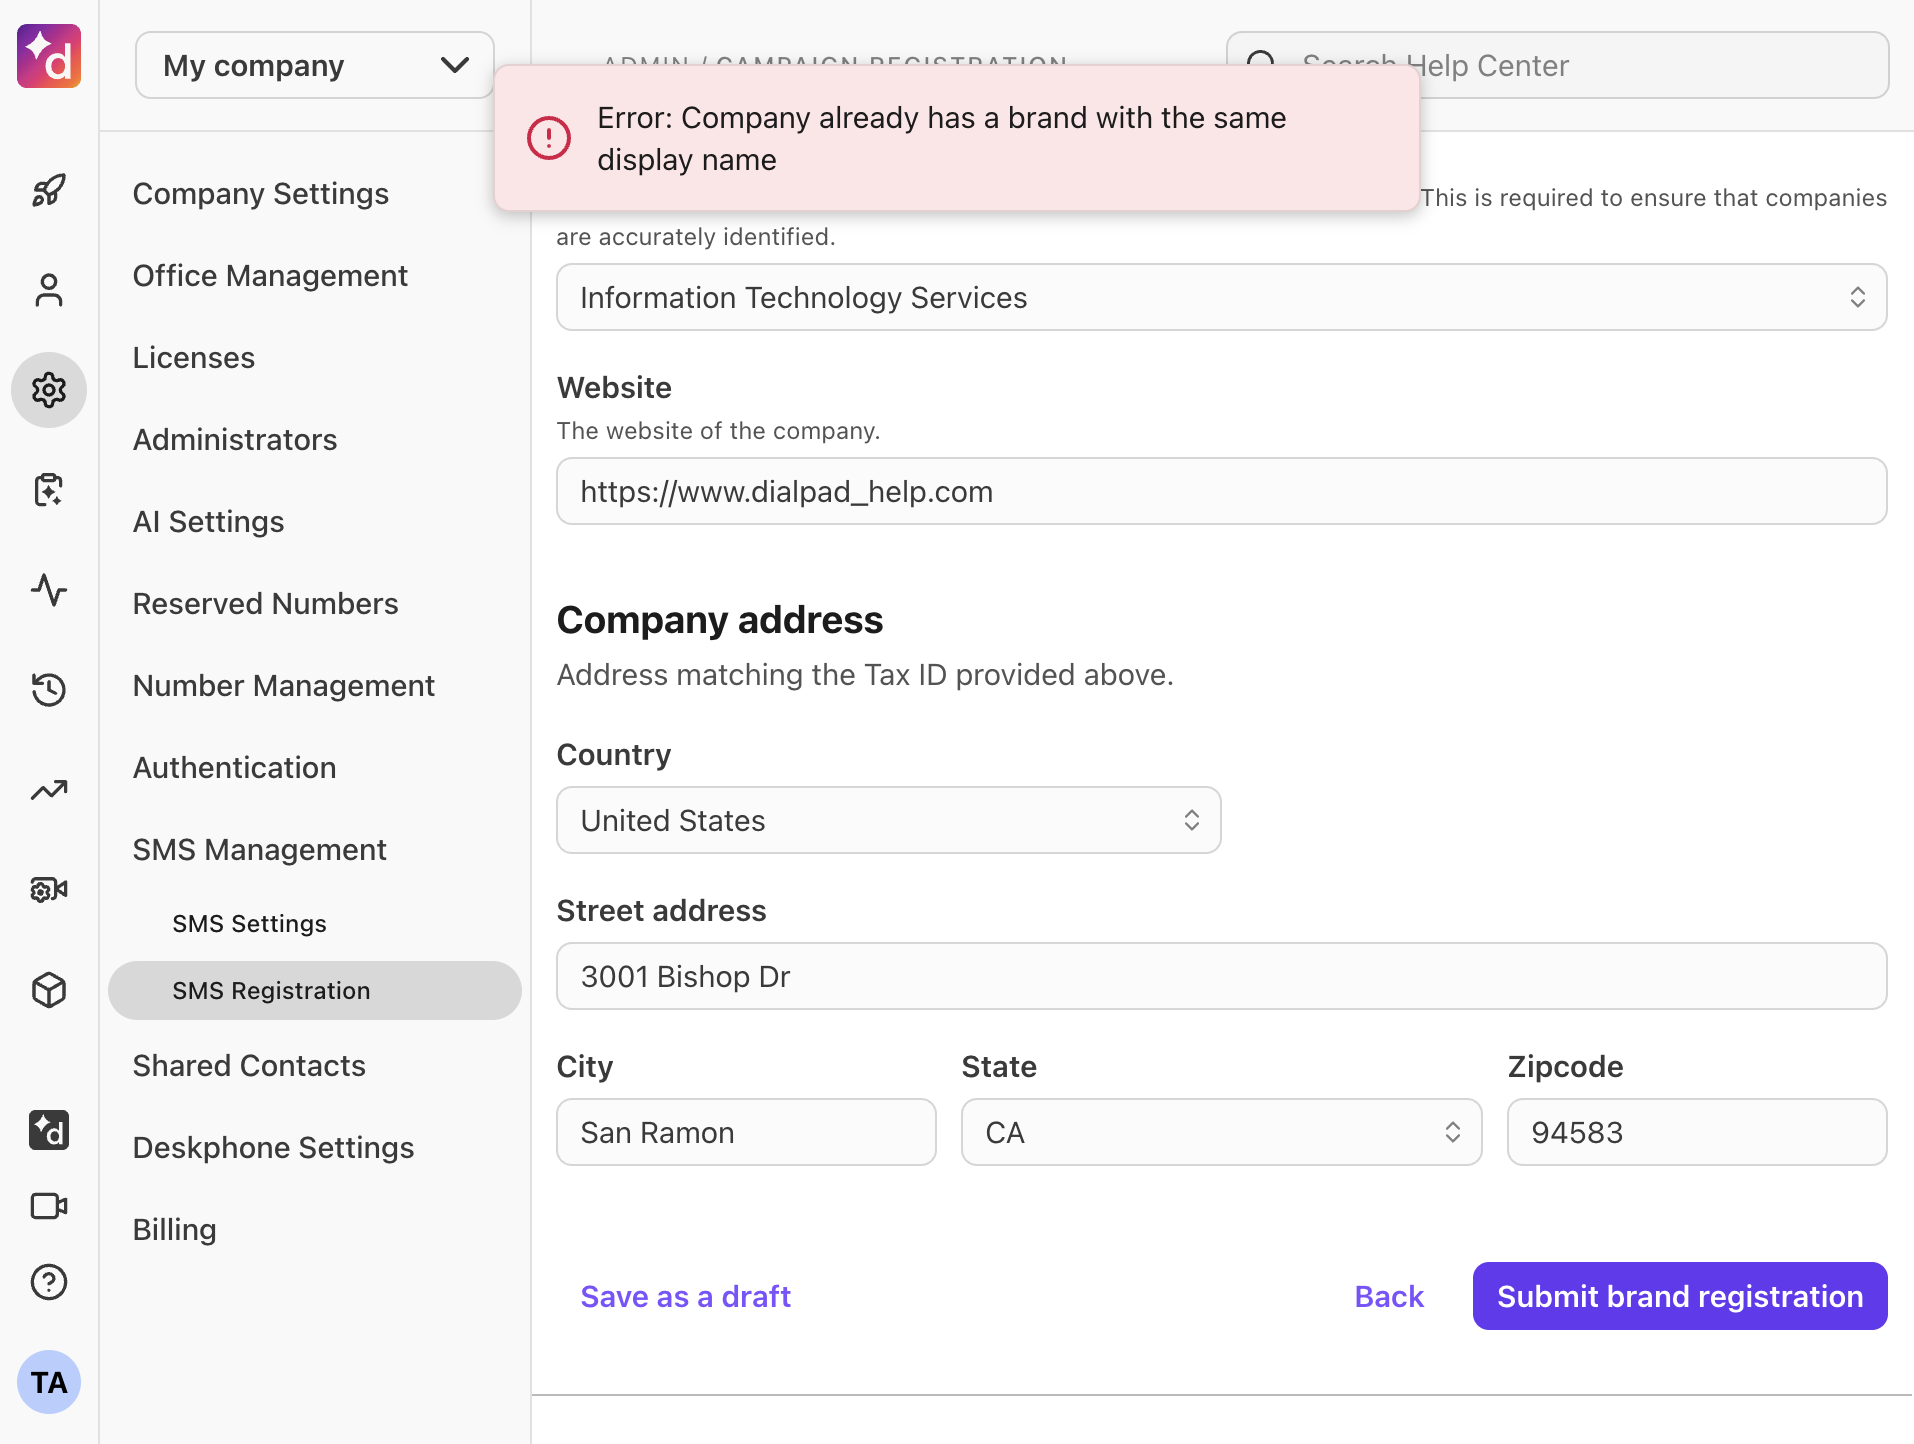 d
My company
ADMIN / CAMPAIGN REGISTRATION
Search Help Center
Error: Company already has a brand with the same
display name
Company Settings
Office Management
Licenses
Administrators
AI Settings
Reserved Numbers
Number Management
Authentication
SMS Management
SMS Settings
SMS Registration
Shared Contacts
Deskphone Settings
Billing
d
TA
This is required to ensure that companies
are accurately identified.
Information Technology Services
Website
The website of the company.
https://www.dialpad_help.com
Company address
Address matching the Tax ID provided above.
Country
United States
Street address
3001 Bishop Dr
City
State
Zipcode
San Ramon
CA
94583
Save as a draft
Back
Submit brand registration